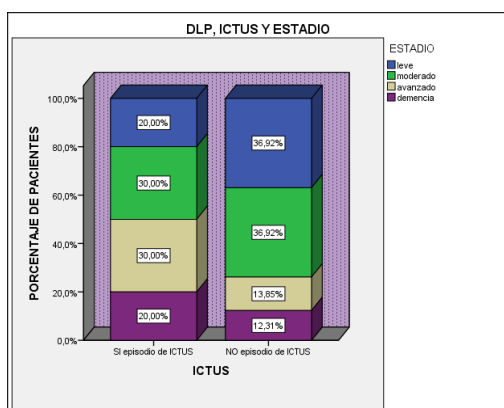 DLP, ICTUS Y ESTADIO
ESTADIO
leve
moderado
avanzado
demencia
PORCENTAJE DE PACIENTES
100,0%
80,0%
60,0%
40,0%
20,0%
0,0%
20,00%
30,00%
30,00%
20,00%
36,92%
36,92%
13,85%
12,31%
SI episodio de ICTUS
NO episodio de ICTUS
ICTUS